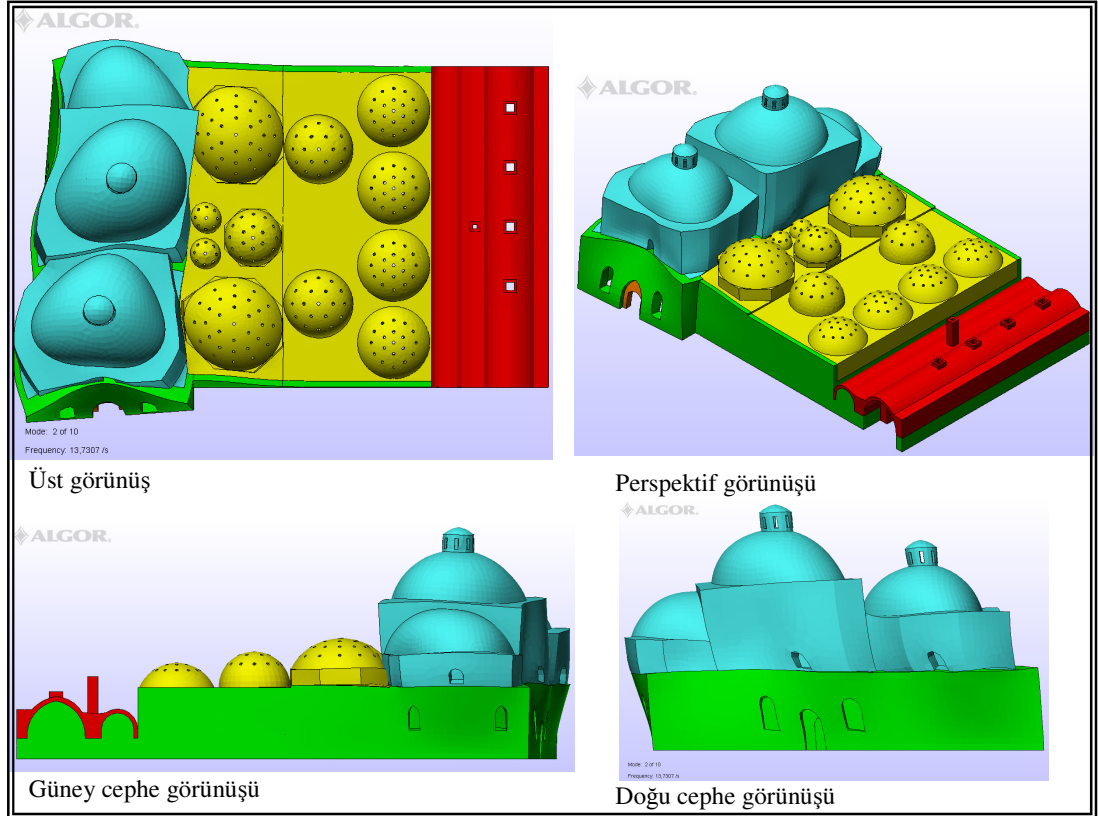 ALGOR.
ALGOR.
Mode: 2 of 10
Frequency: 13,7307 /s
Üst görünüş
Perspektif görünüşü
ALGOR.
ALGOR.
Mode: 2 of 10
Frequency: 13,7307 /s
Güney cephe görünüşü
Doğu cephe görünüşü